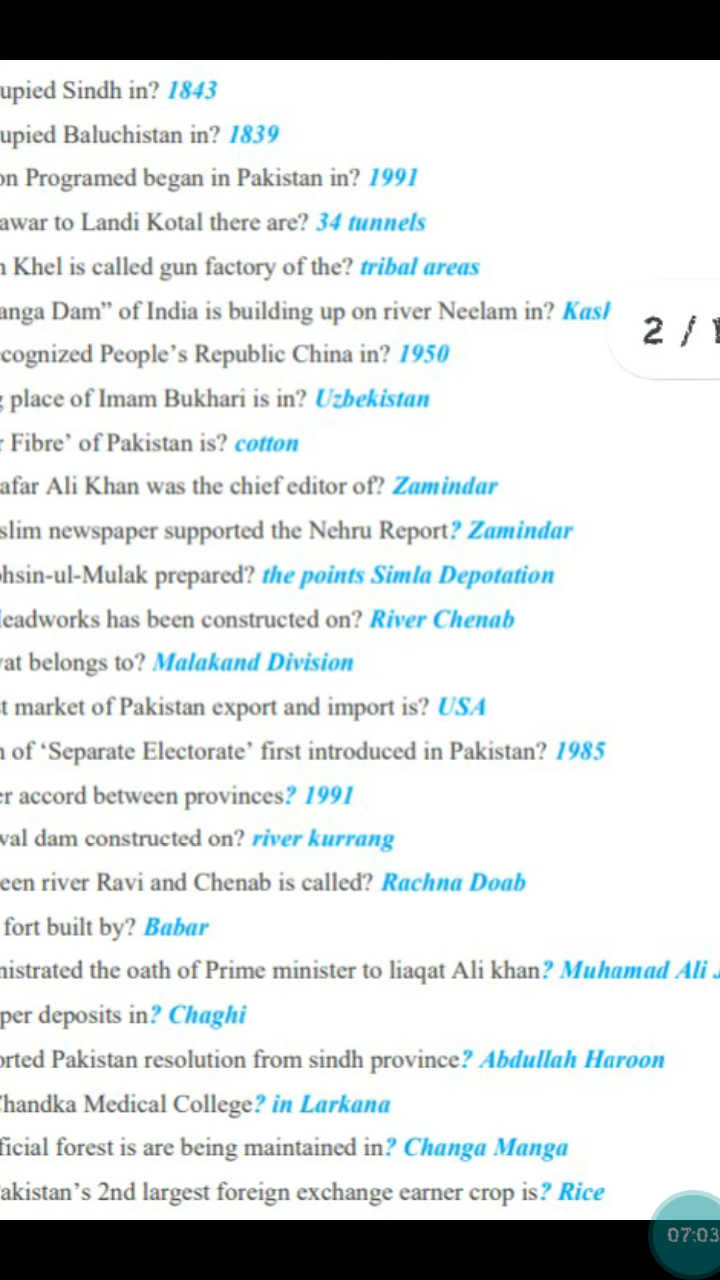 upied Sindh in? 1843
upied Baluchistan in? 1839
on Programed began in Pakistan in? 1991
awar to Landi Kotal there are? 34 tunnels
Khel is called gun factory of the? tribal areas
anga Dam” of India is building up on river Neelam in?
2 /
cognized People’s Republic China in? 1950
g place of Imam Bukhari is in? Uzbekistan
r Fibre’ of Pakistan is? cotton
afar Ali Khan was the chief editor of? Zamindar
slim newspaper supported the Nehru Report? Zamindar
ohsin-ul-Mulak prepared? the points Simla Depotation
eadworks has been constructed on? River Chenab
at belongs to? Malakand Division
t market of Pakistan export and import is? USA
n of ‘Separate Electorate’ first introduced in Pakistan? 1985
er accord between provinces? 1991
val dam constructed on? river kurrang
een river Ravi and Chenab is called? Rachna Doab
fort built by? Babar
nistrated the oath of Prime minister to liaqat Ali khan? Muhamad Ali J
per deposits in? Chaghi
orted Pakistan resolution from sindh province? Abdullah Haroon
Chandka Medical College? in Larkana
ficial forest is are being maintained in? Changa Manga
akistan’s 2nd largest foreign exchange earner crop is? Rice
07:03